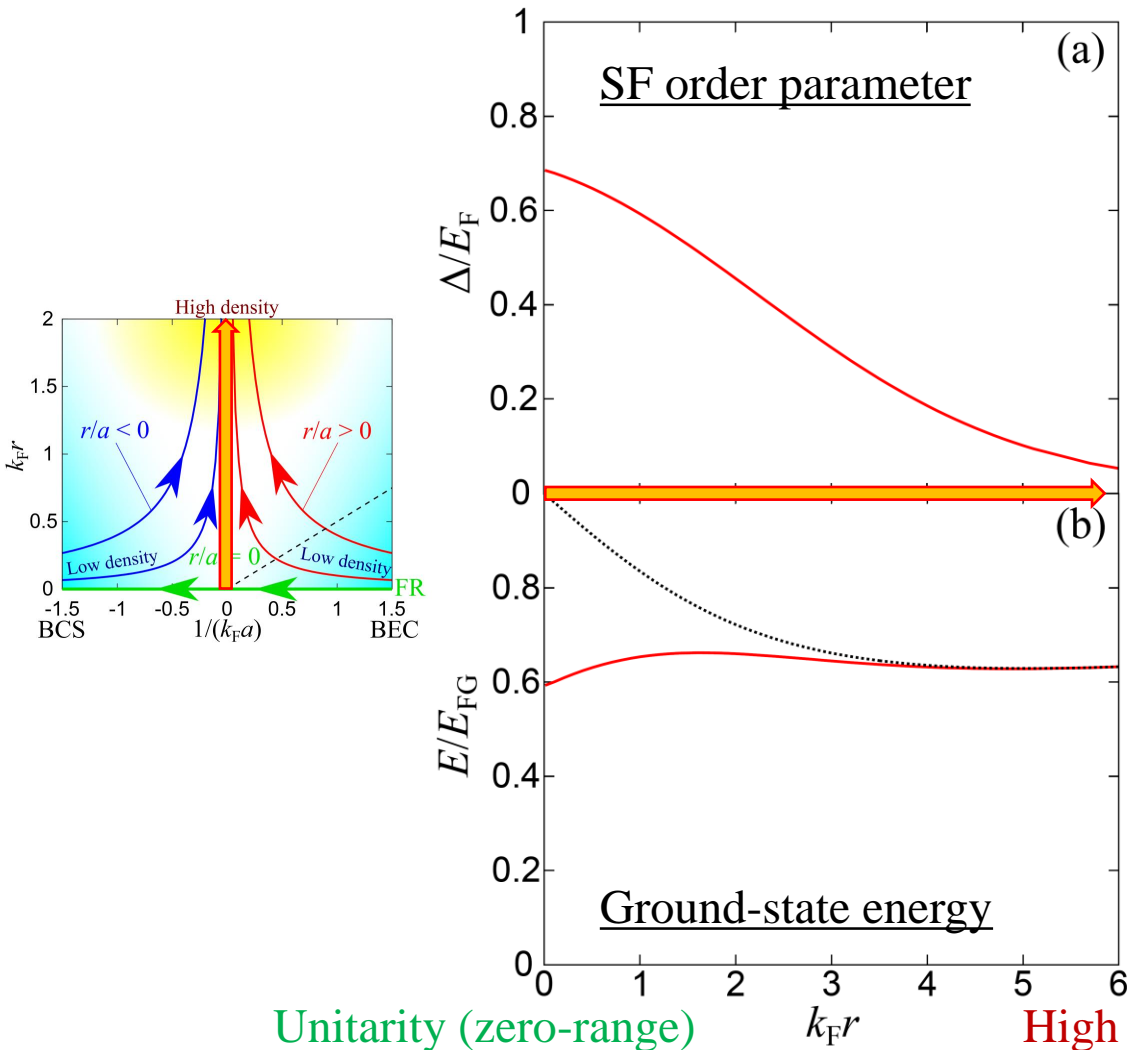 High density
2
1.5
1
0.5
0
k_F r
r/a < 0
r/a > 0
r/a = 0
Low density
Low density
FR
-1.5
-1
-0.5
0
0.5
1
1.5
BCS
1/(k_F a)
BEC
(a)
SF order parameter
1
0.8
0.6
0.4
0.2
0
Δ/E_F
(b)
0.8
0.6
0.4
0.2
0
E/E_FG
Ground-state energy
0
1
2
3
4
5
6
Unitarity (zero-range)
k_F r
High